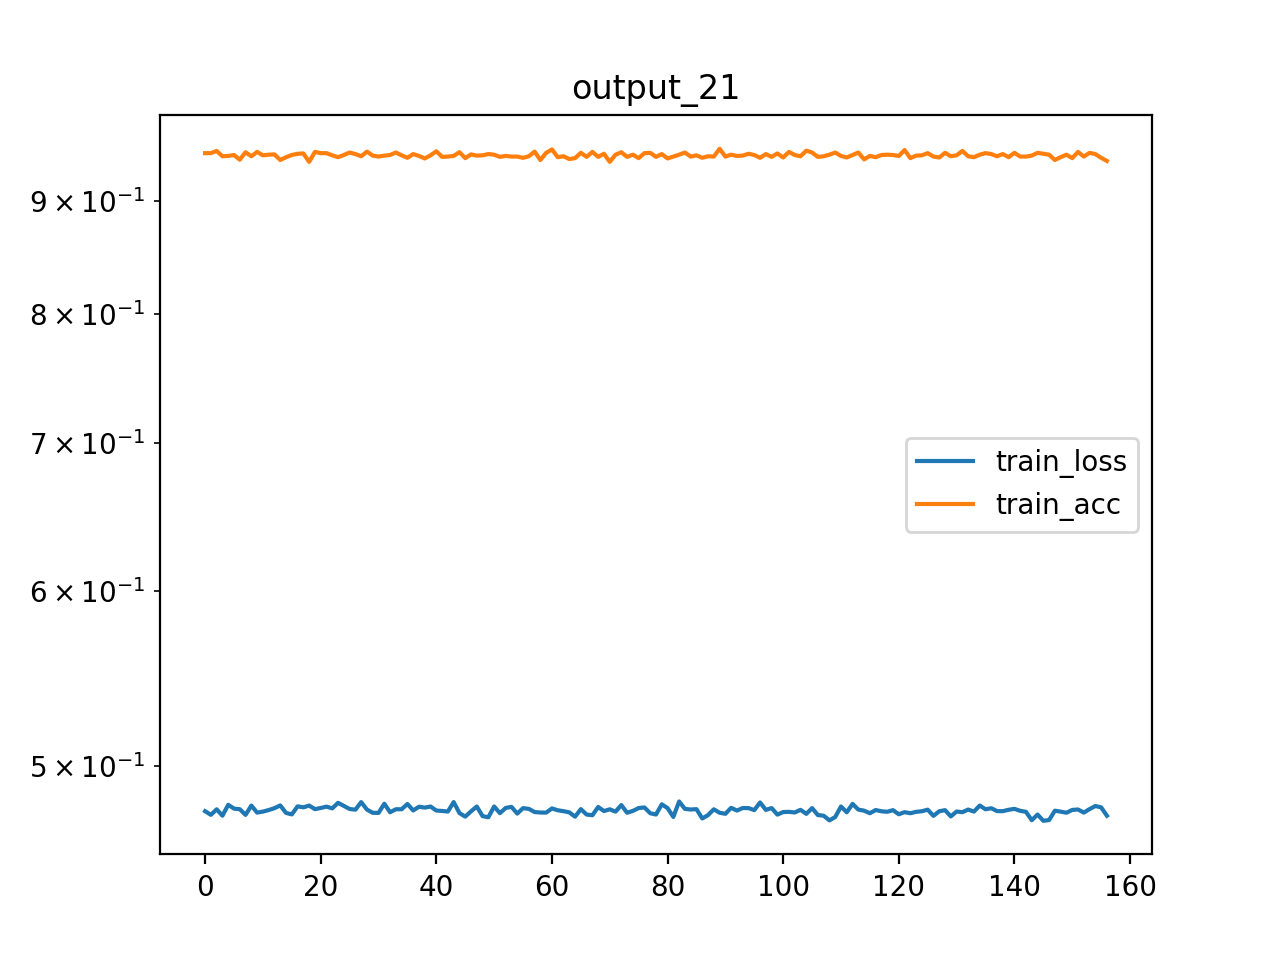 output_21
9 × 10⁻¹
8 × 10⁻¹
7 × 10⁻¹
6 × 10⁻¹
5 × 10⁻¹
train_loss
train_acc
0 20 40 60 80 100 120 140 160